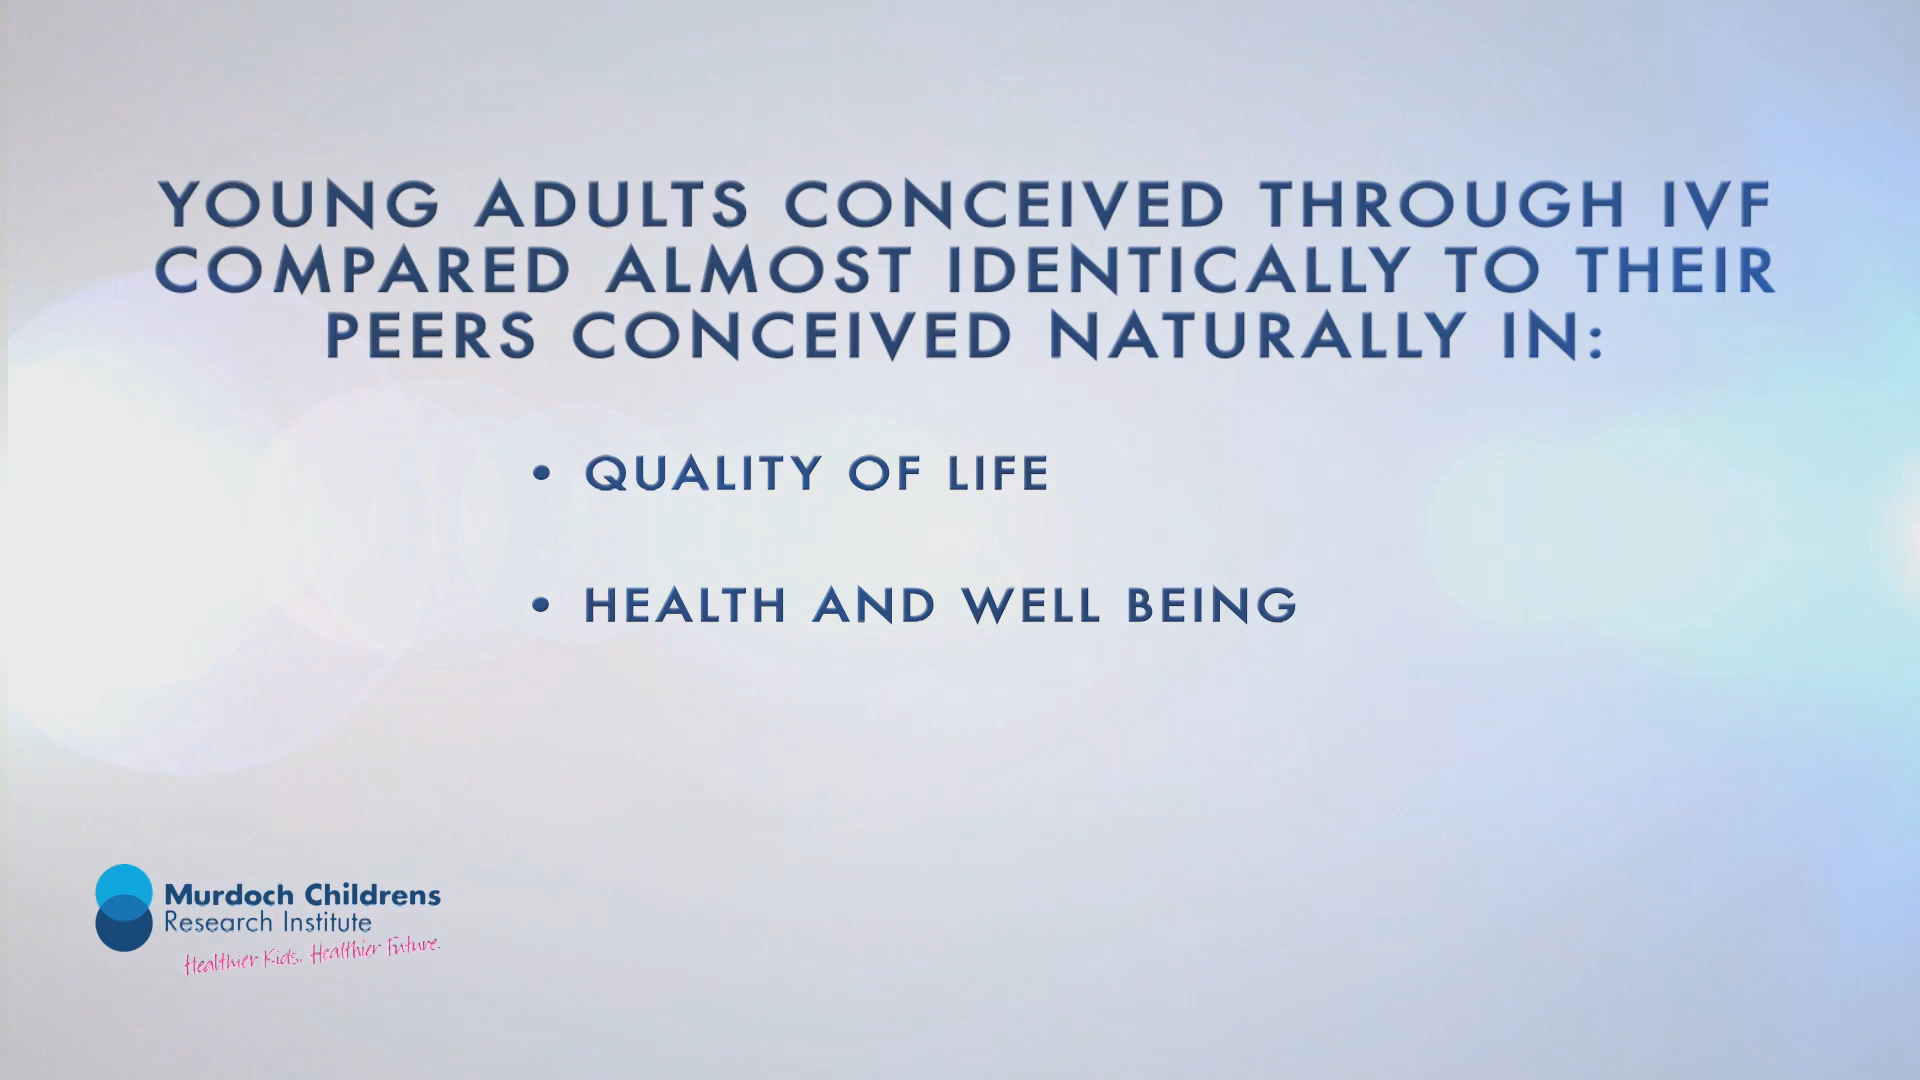 YOUNG ADULTS CONCEIVED THROUGH IVF
COMPARED ALMOST IDENTICALLY TO THEIR
PEERS CONCEIVED NATURALLY IN:
• QUALITY OF LIFE
• HEALTH AND WELL BEING
Murdoch Childrens
Research Institute
Healthier Kids. Healthier Future.